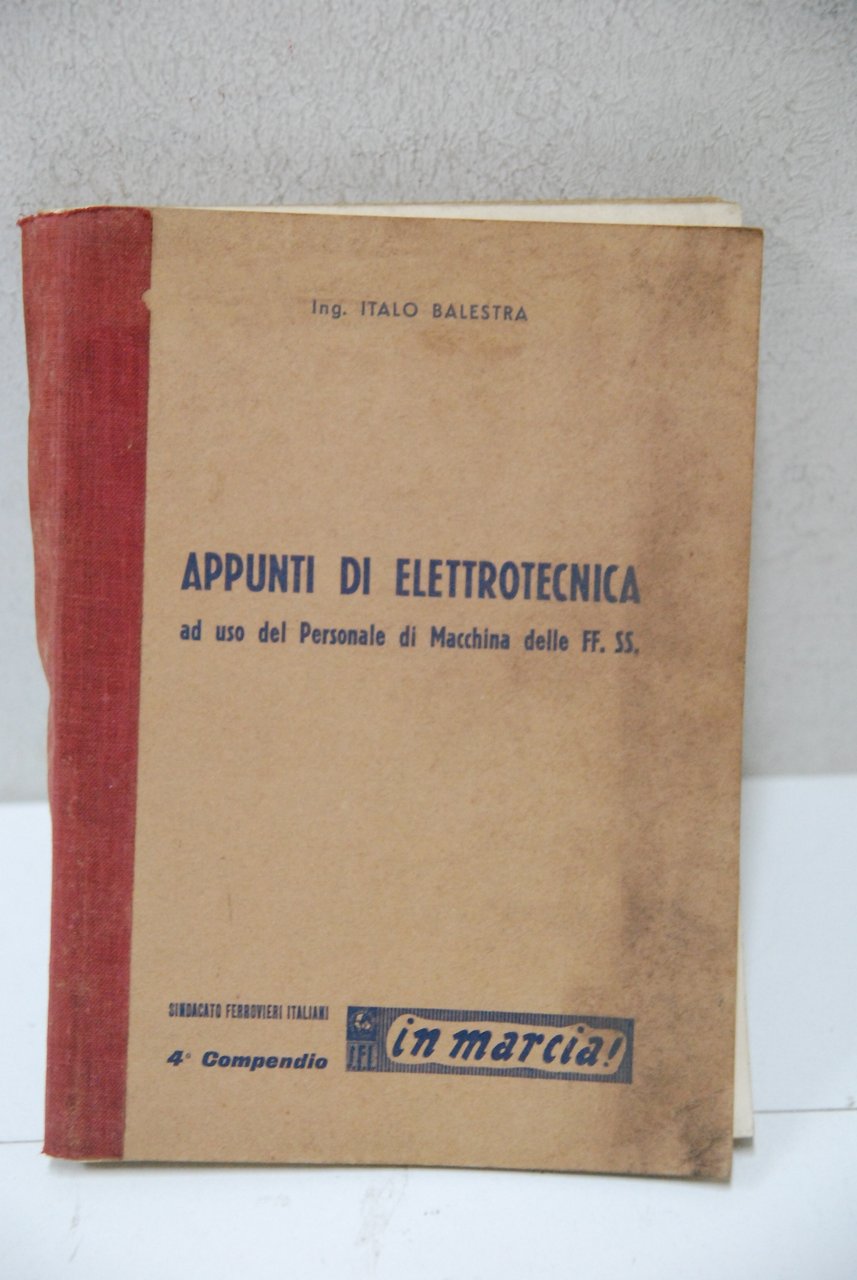 Ing. ITALO BALESTRA
APPUNTI DI ELETTROTECNICA
ad uso del Personale di Macchina delle FF. SS.
SINDACATO FERROVIERI ITALIANI
4° Compendio
S.F.I.
in marcia!